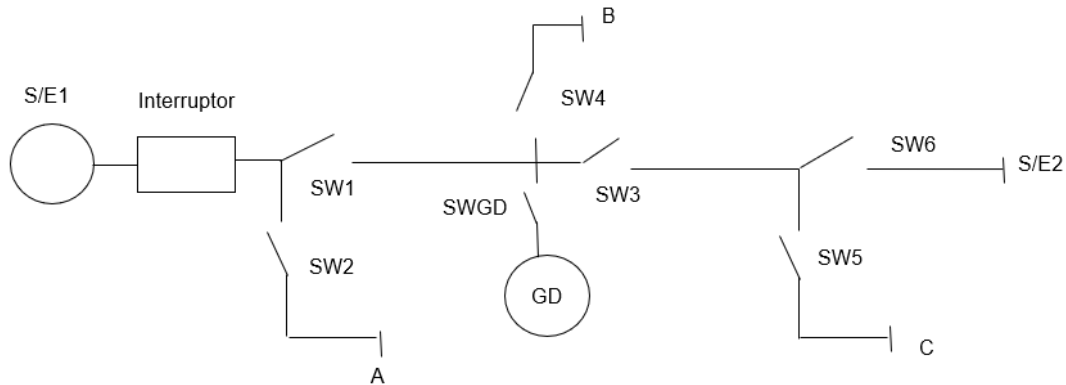 B
S/E1
Interruptor
SW4
SW1
SWGD
SW3
SW6
S/E2
SW2
SW5
GD
A
C